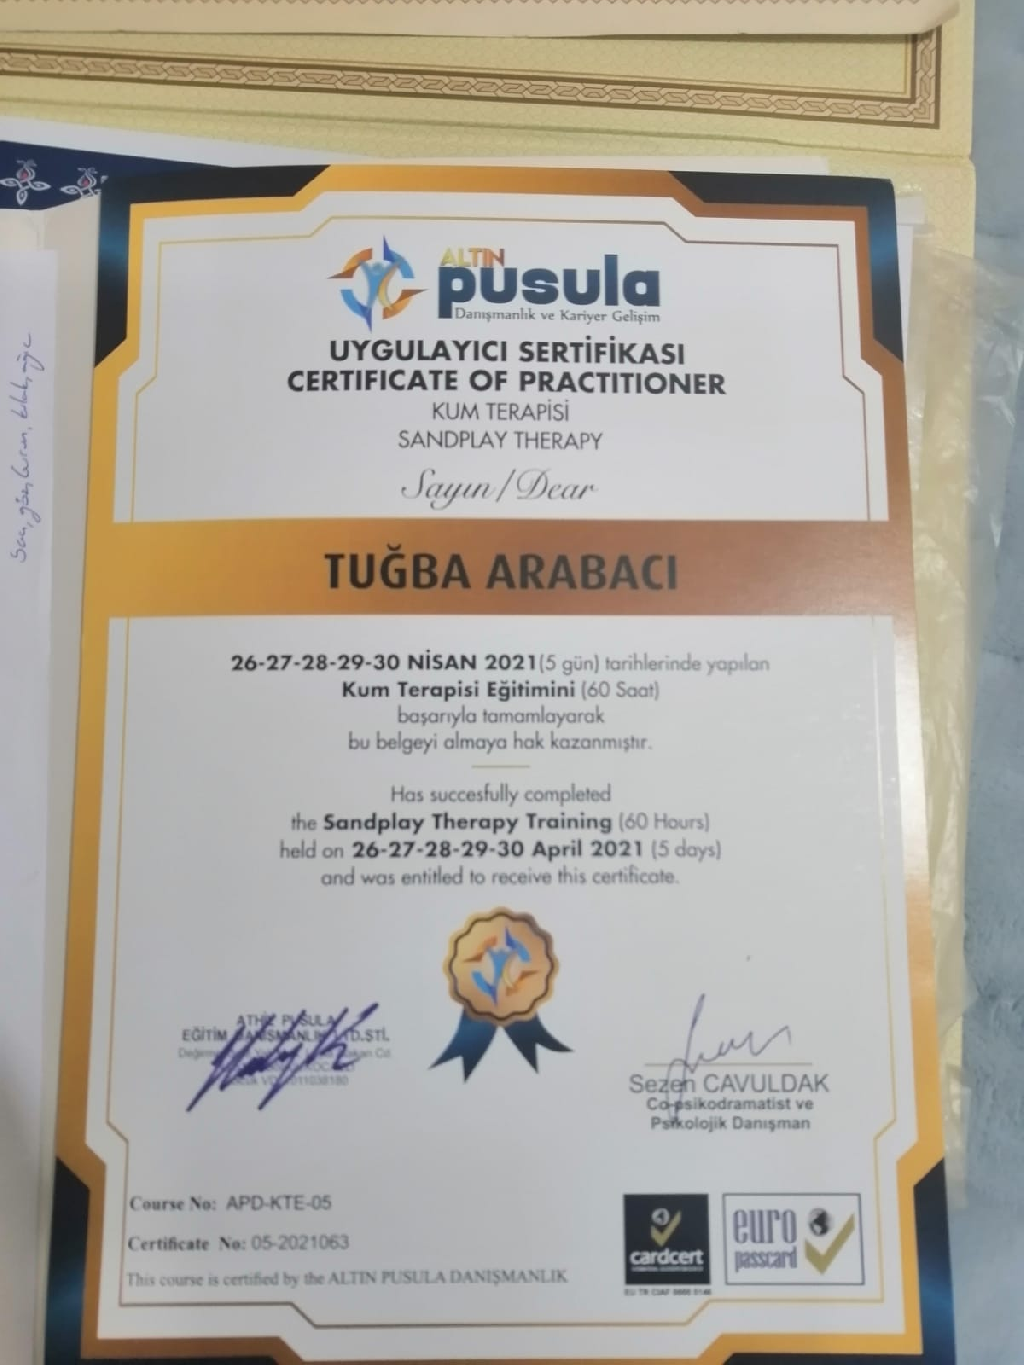 ALTIN
pusula
Danışmanlık ve Kariyer Gelişim
UYGULAYICI SERTİFİKASI
CERTIFICATE OF PRACTITIONER
KUM TERAPİSİ
SANDPLAY THERAPY
Sayın/Dear
TUĞBA ARABACI
26-27-28-29-30 NİSAN 2021(5 gün) tarihlerinde yapılan
Kum Terapisi Eğitimini (60 Saat)
başarıyla tamamlayarak
bu belgeyi almaya hak kazanmıştır.
Has succesfully completed
the Sandplay Therapy Training (60 Hours)
held on 26-27-28-29-30 April 2021 (5 days)
and was entitled to receive this certificate.
PUSULA
EĞİTİM
Sezen CAVULDAK
Co-psikodramatist ve
Psikolojik Danışman
Course No: APD-KTE-05
Certificate No: 05-2021063
This course is certified by the ALTIN PUSULA DANIŞMANLIK
cardcert
euro
passcard